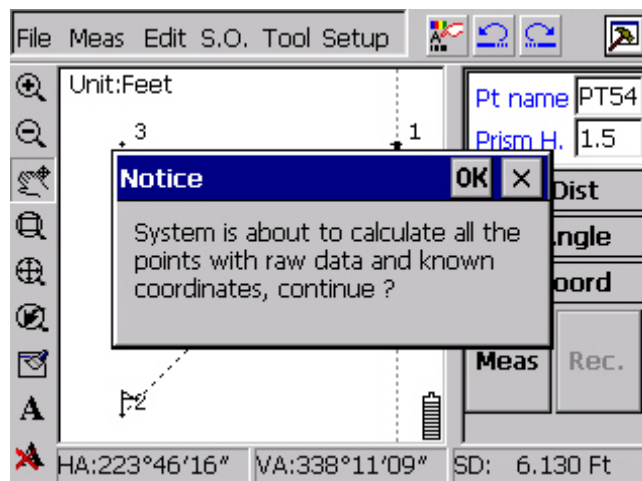 File Meas Edit S.O. Tool Setup
Unit:Feet
Pt name PT54
3
1
Prism H. 1.5
Notice OK
Dist
System is about to calculate all the
points with raw data and known
coordinates, continue ?
ngle
oord
Meas Rec.
2
A
HA:223°46′16″ VA:338°11′09″ SD: 6.130 Ft